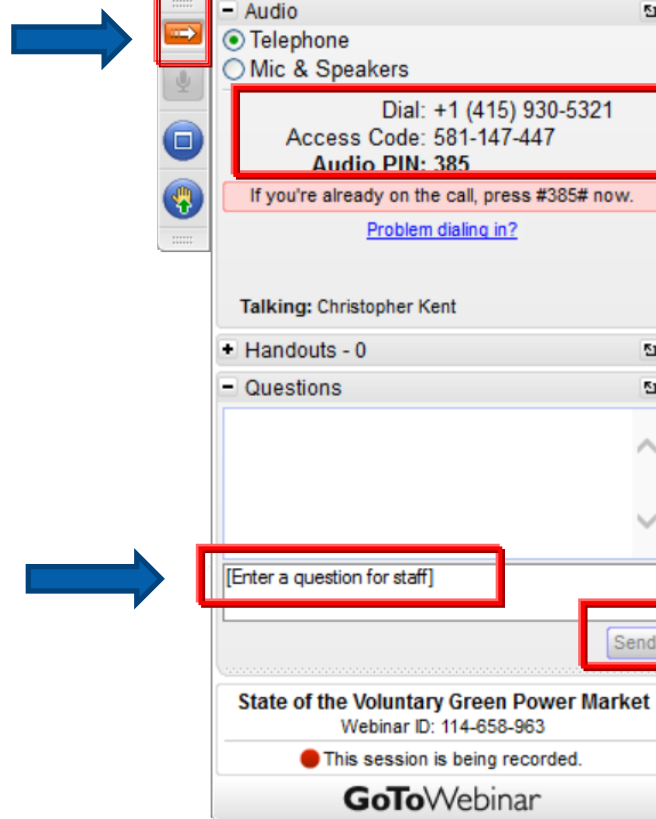 Audio
Telephone
Mic & Speakers
Dial: +1 (415) 930-5321
Access Code: 581-147-447
Audio PIN: 385
If you're already on the call, press #385# now.
Problem dialing in?
Talking: Christopher Kent
Handouts - 0
Questions
[Enter a question for staff]
Send
State of the Voluntary Green Power Market
Webinar ID: 114-658-963
This session is being recorded.
GoToWebinar